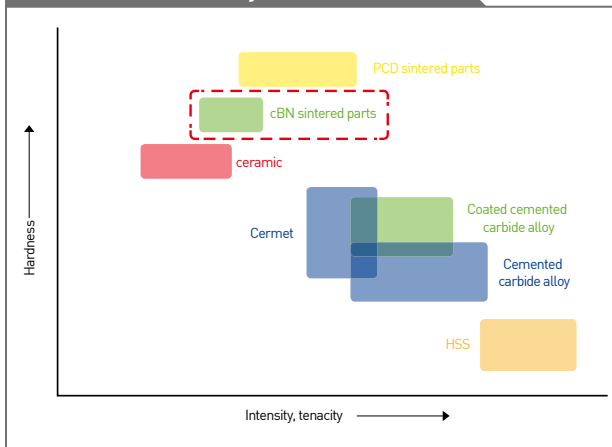 PCD sintered parts
cBN sintered parts
ceramic
Coated cemented
carbide alloy
Cermet
Cemented
carbide alloy
HSS
Hardness
Intensity, tenacity